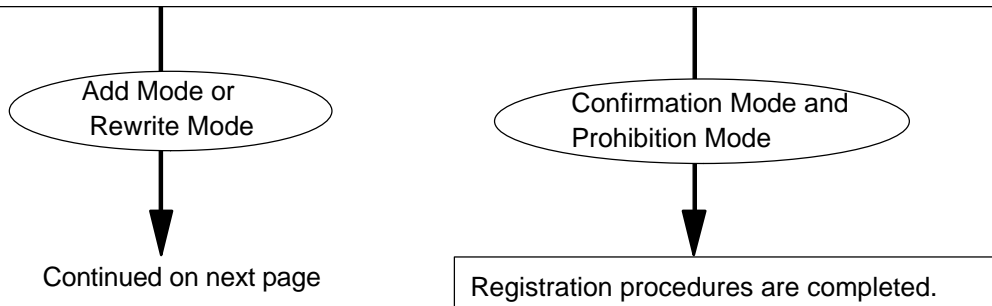 Add Mode or
Rewrite Mode
Confirmation Mode and
Prohibition Mode
Continued on next page
Registration procedures are completed.